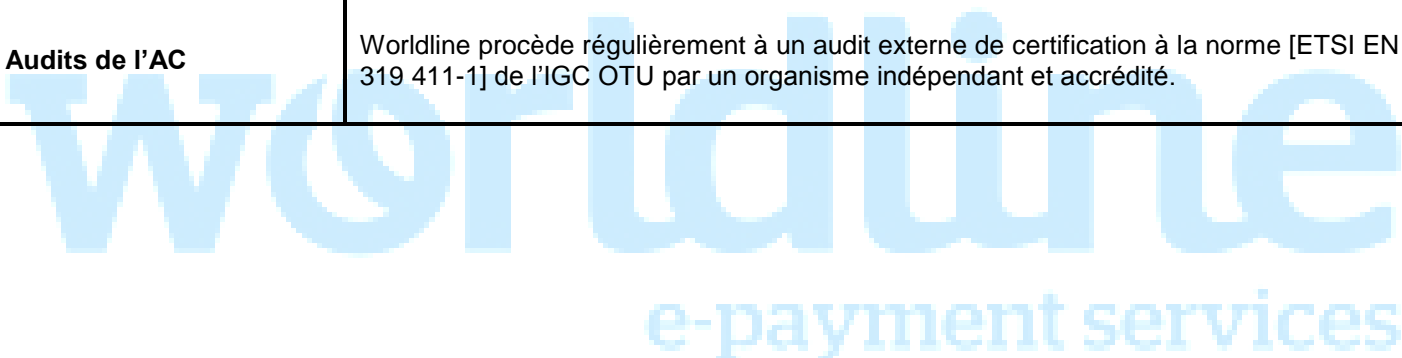 Audits de l’AC
Worldline procède régulièrement à un audit externe de certification à la norme [ETSI EN
319 411-1] de l’IGC OTU par un organisme indépendant et accrédité.
worldline
e-payment services